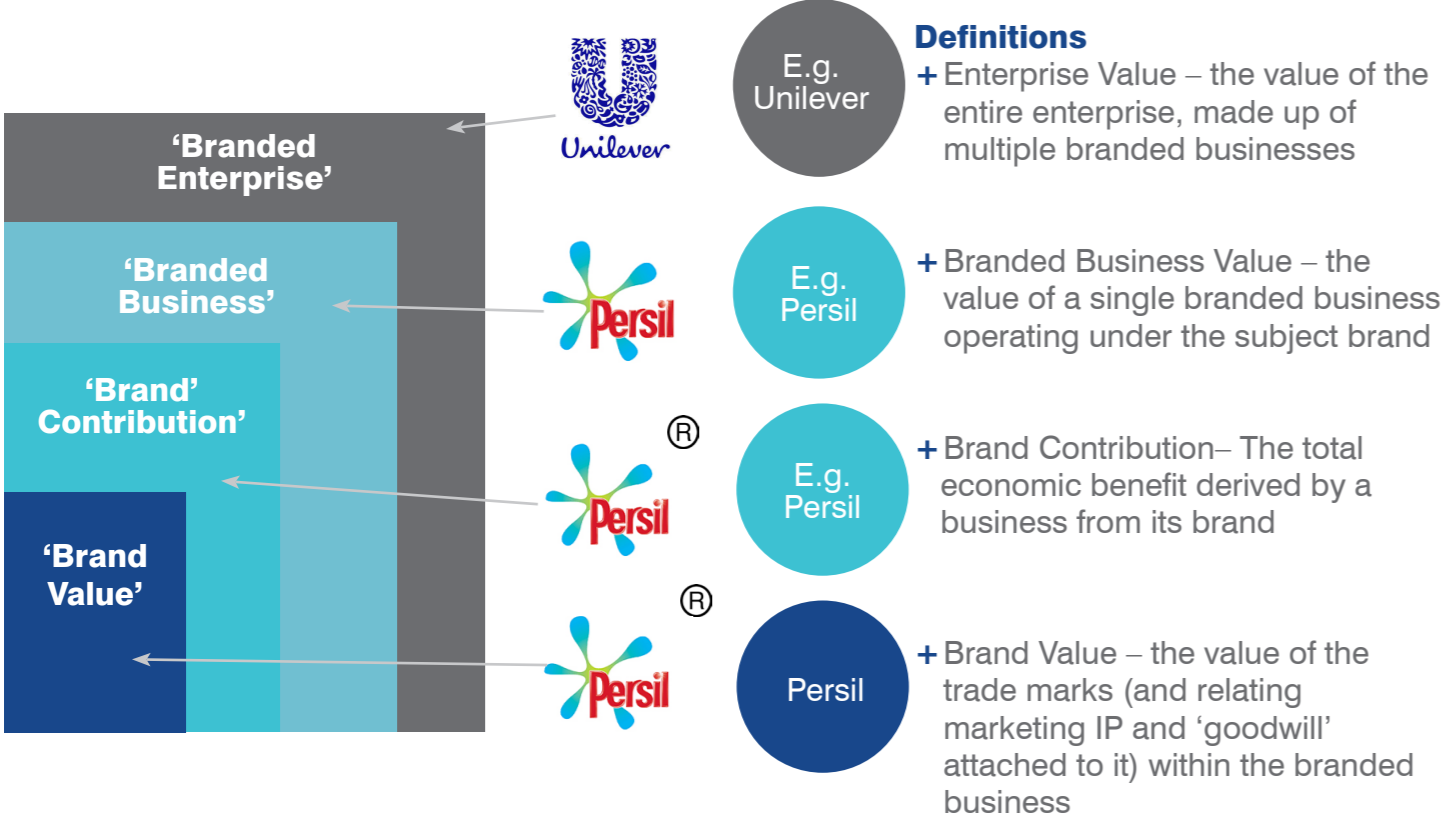 ‘Branded
Enterprise’
‘Branded
Business’
‘Brand’
Contribution’
‘Brand
Value’
Unilever
Persil
®
Persil
®
Persil
E.g.
Unilever
E.g.
Persil
E.g.
Persil
Persil
Definitions
+ Enterprise Value – the value of the
entire enterprise, made up of
multiple branded businesses
+ Branded Business Value – the
value of a single branded business
operating under the subject brand
+ Brand Contribution– The total
economic benefit derived by a
business from its brand
+ Brand Value – the value of the
trade marks (and relating
marketing IP and ‘goodwill’
attached to it) within the branded
business